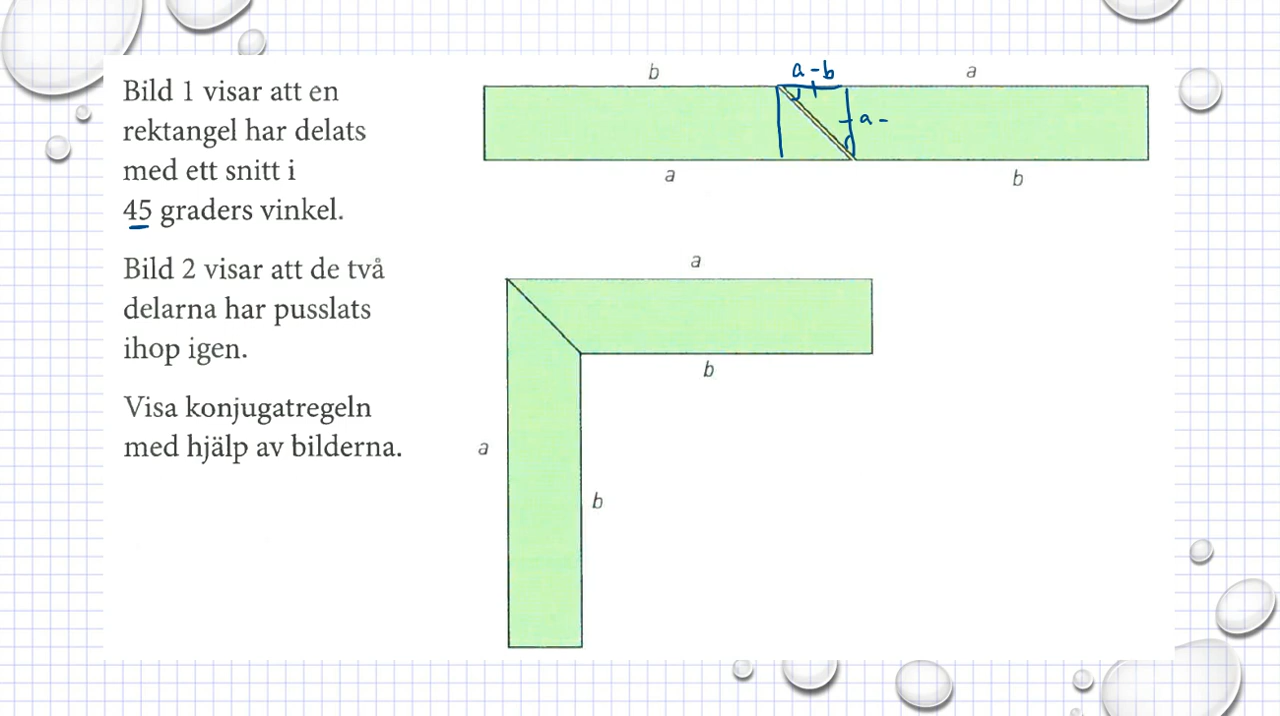 Bild 1 visar att en
rektangel har delats
med ett snitt i
45 graders vinkel.
Bild 2 visar att de två
delarna har pusslats
ihop igen.
Visa konjugatregeln
med hjälp av bilderna.
b
a - b
a
a -
a
b
a
b
a
b